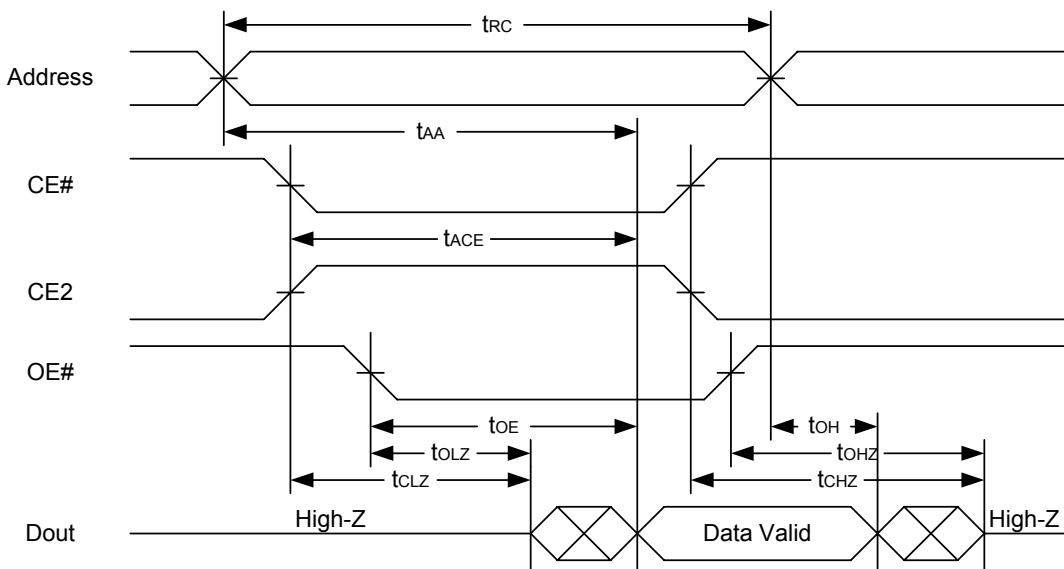 tRC
Address
tAA
CE#
tACE
CE2
OE#
tOE
tOH
tOLZ
tOHZ
tCLZ
tCHZ
High-Z
High-Z
Dout
Data Valid